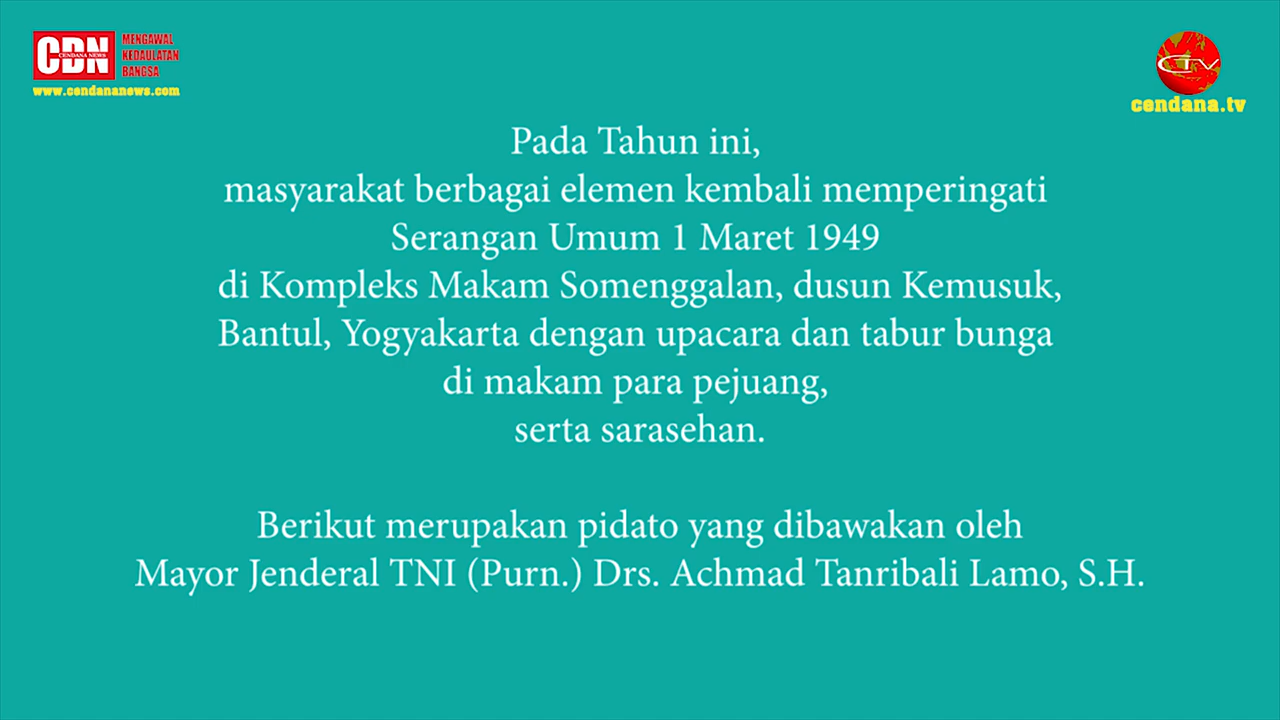 CDN
CENDANA NEWS
MENGAWAL
KEDAULATAN
BANGSA
www.cendananews.com
CTV
cendana.tv
Pada Tahun ini,
masyarakat berbagai elemen kembali memperingati
Serangan Umum 1 Maret 1949
di Kompleks Makam Somenggalan, dusun Kemusuk,
Bantul, Yogyakarta dengan upacara dan tabur bunga
di makam para pejuang,
serta sarasehan.
Berikut merupakan pidato yang dibawakan oleh
Mayor Jenderal TNI (Purn.) Drs. Achmad Tanribali Lamo, S.H.